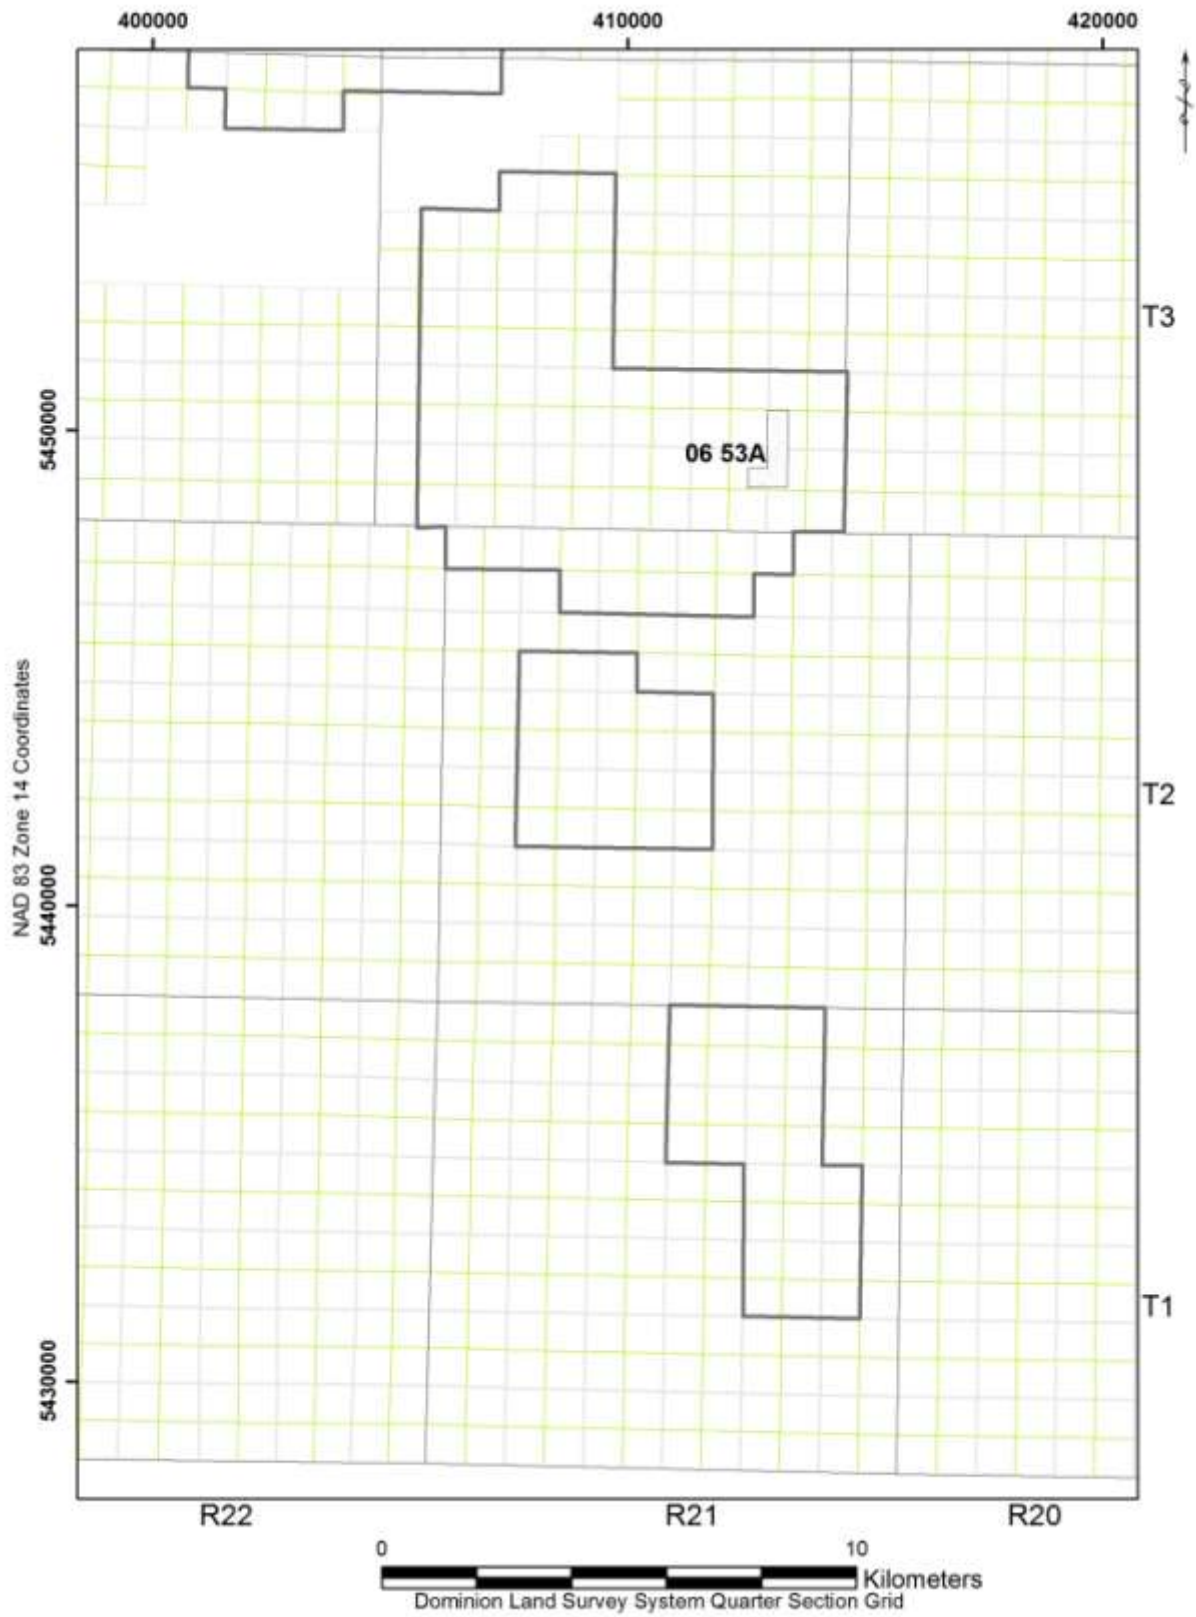 400000 410000 420000
T3
5450000
06 53A
NAD 83 Zone 14 Coordinates
T2
5440000
T1
5430000
R22 R21 R20
0 10
Kilometers
Dominion Land Survey System Quarter Section Grid